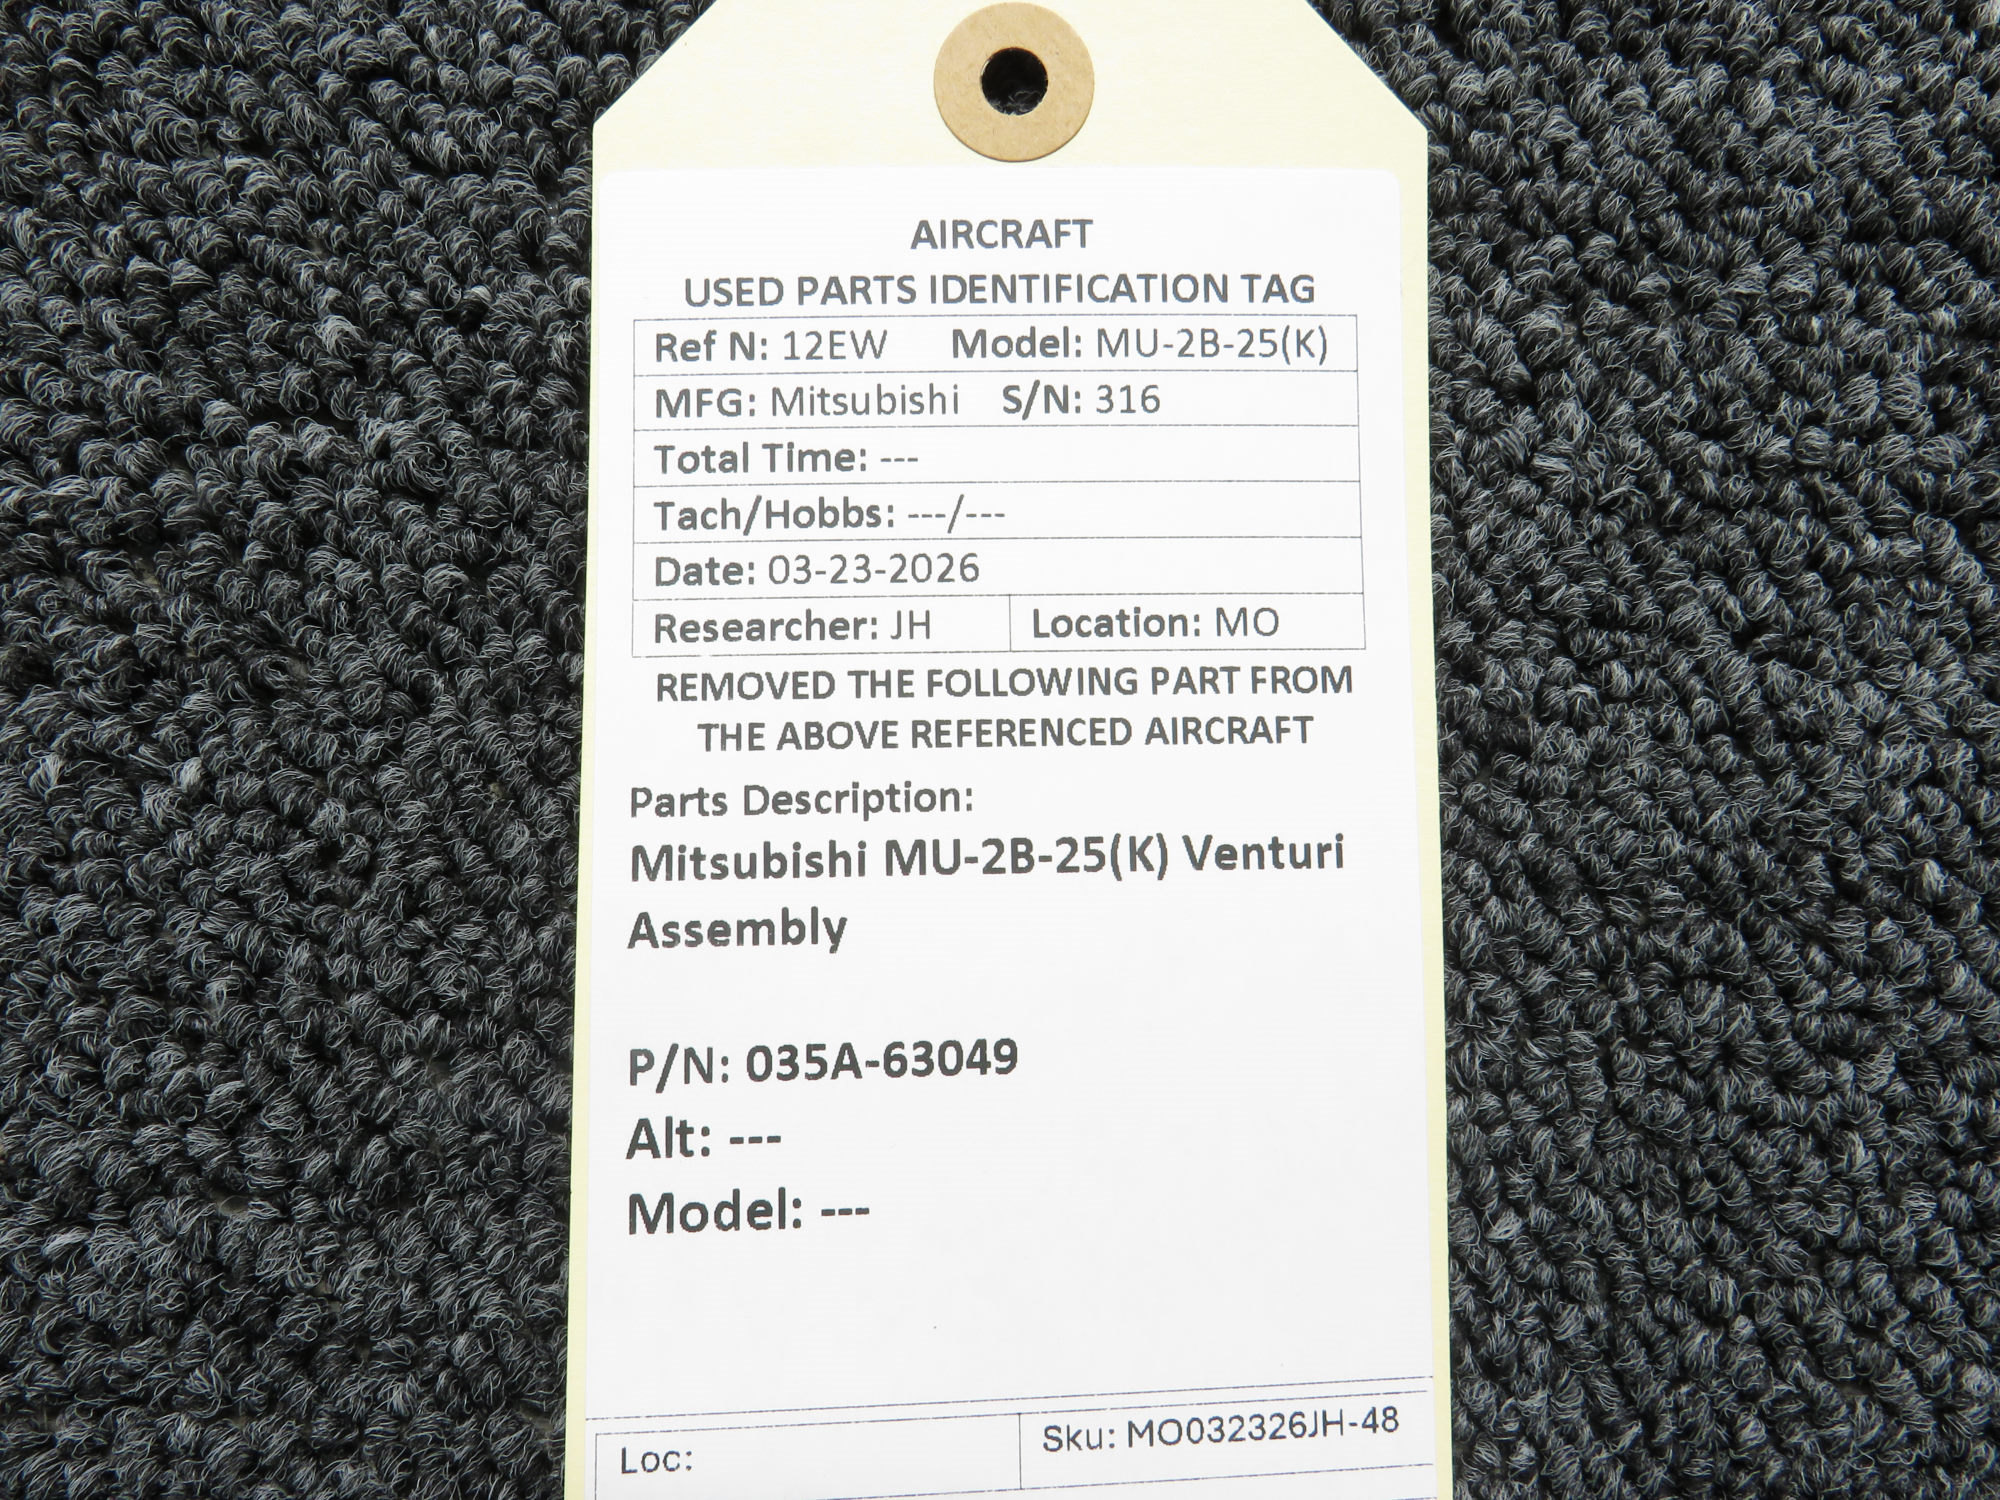 AIRCRAFT
USED PARTS IDENTIFICATION TAG
Ref N: 12EW Model: MU-2B-25(K)
MFG: Mitsubishi S/N: 316
Total Time: ---
Tach/Hobbs: ---/---
Date: 03-23-2026
Researcher: JH Location: MO
REMOVED THE FOLLOWING PART FROM
THE ABOVE REFERENCED AIRCRAFT
Parts Description:
Mitsubishi MU-2B-25(K) Venturi
Assembly
P/N: 035A-63049
Alt: ---
Model: ---
Loc: Sku: MO032326JH-48